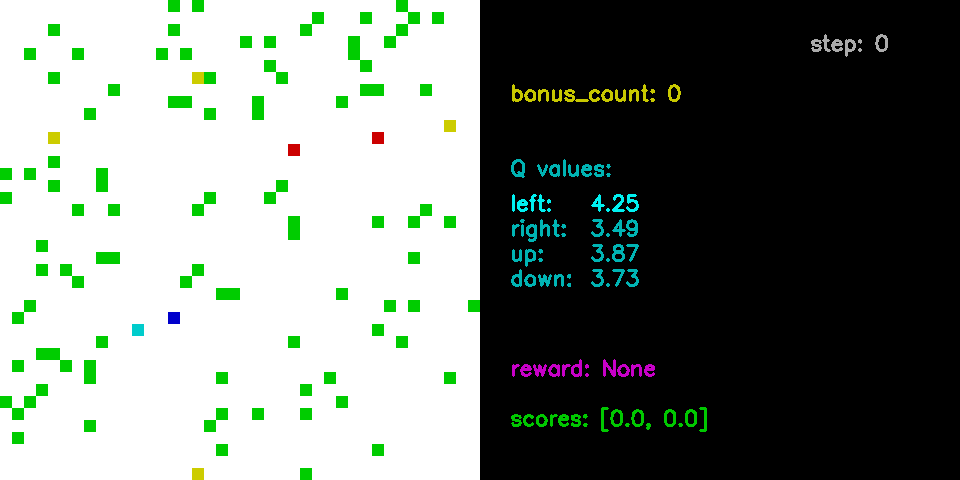 step: 0
bonus_count: 0
Q values:
left: 4.25
right: 3.49
up: 3.87
down: 3.73
reward: None
scores: [0.0, 0.0]